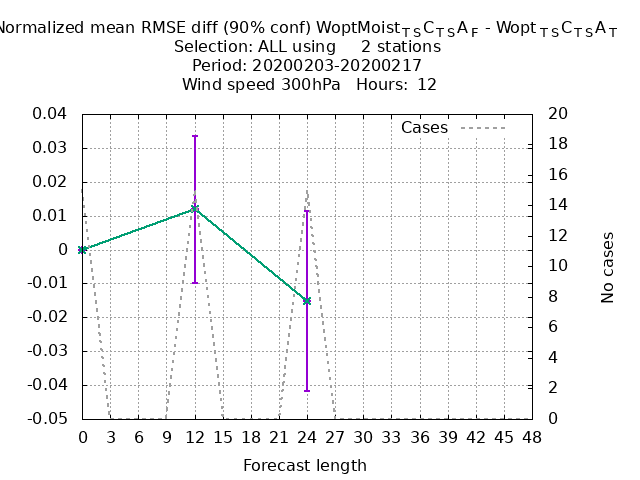 Normalized mean RMSE diff (90% conf) WoptMoist_TSC_TSA_F - Wopt_TSC_TSA_T
Selection: ALL using 2 stations
Period: 20200203-20200217
Wind speed 300hPa Hours: 12
Cases
0.04
0.03
0.02
0.01
0
-0.01
-0.02
-0.03
-0.04
-0.05
20
18
16
14
12
10
8
6
4
2
0
No cases
0 3 6 9 12 15 18 21 24 27 30 33 36 39 42 45 48
Forecast length